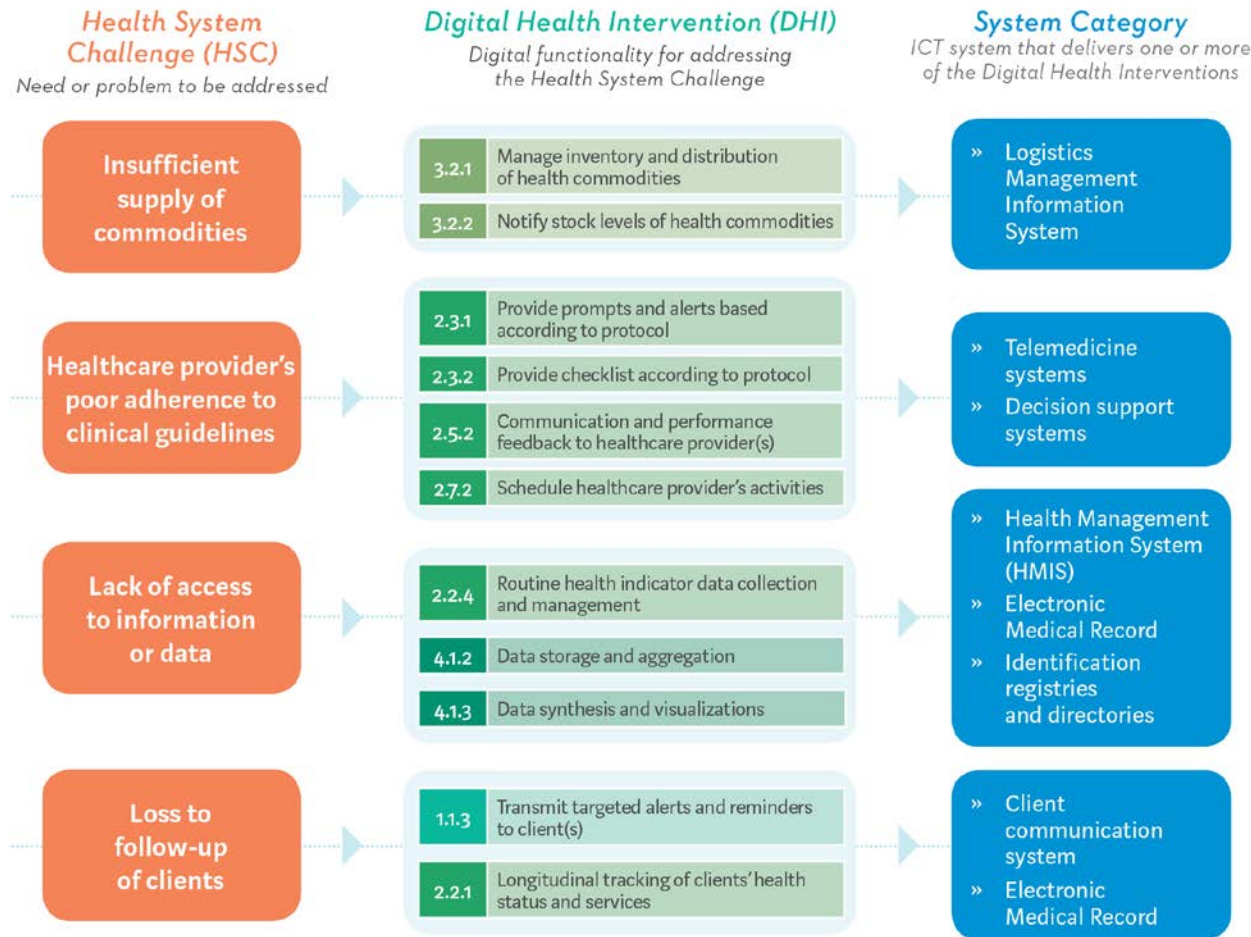 Health System
Challenge (HSC)
Need or problem to be addressed
Digital Health Intervention (DHI)
Digital functionality for addressing
the Health System Challenge
System Category
ICT system that delivers one or more
of the Digital Health Interventions
Insufficient
supply of
commodities
3.2.1 Manage inventory and distribution
of health commodities
3.2.2 Notify stock levels of health commodities
» Logistics
Management
Information
System
Healthcare provider's
poor adherence to
clinical guidelines
2.3.1 Provide prompts and alerts based
according to protocol
2.3.2 Provide checklist according to protocol
2.5.2 Communication and performance
feedback to healthcare provider(s)
2.7.2 Schedule healthcare provider's activities
» Telemedicine
systems
» Decision support
systems
Lack of access
to information
or data
2.2.4 Routine health indicator data collection
and management
4.1.2 Data storage and aggregation
4.1.3 Data synthesis and visualizations
» Health Management
Information System
(HMIS)
» Electronic
Medical Record
» Identification
registries
and directories
Loss to
follow-up
of clients
1.1.3 Transmit targeted alerts and reminders
to client(s)
2.2.1 Longitudinal tracking of clients' health
status and services
» Client
communication
system
» Electronic
Medical Record